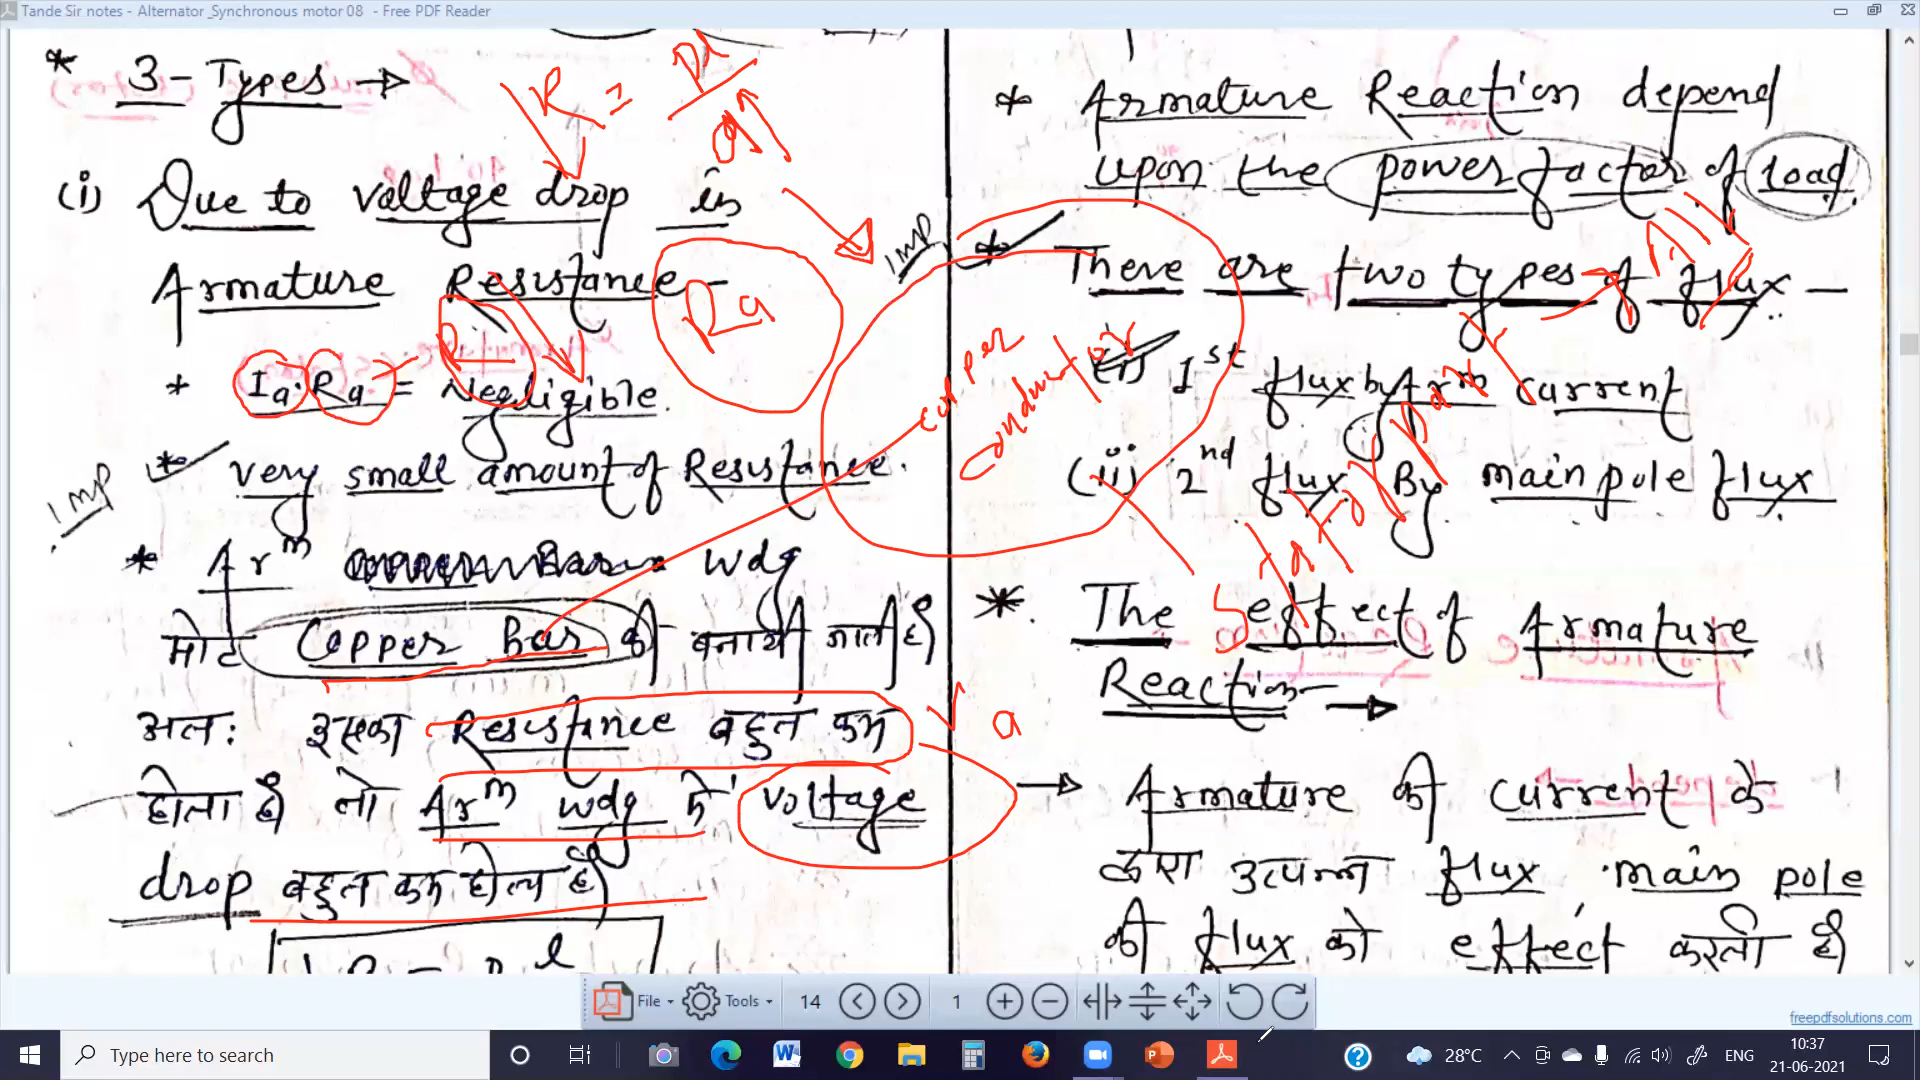 Tande Sir notes - Alternator _Synchronous motor 08 - Free PDF Reader
* 3-Types →
(i) Due to voltage drop in
Armature Resistance -
* Ia.Ra = Negligible.
IMP * very small amount of Resistance.
* Arm Bar wdg
मोटे Copper Bar की बनायी जाती है
अतः इसका Resistance बहुत कम
होता है तो Arm wdg में voltage
drop बहुत कम होता है
R =
Ra
copper
conductor
* Armature Reaction depend
upon the power factor of load.
IMP * There are two types of flux —
(i) 1st flux by Arm current
(ii) 2nd flux By main pole flux
* The effect of Armature
Reaction →
→ Armature की current के
द्वारा उत्पन्न flux main pole
की flux को effect करती है
File Tools 14 1
freepdfsolutions.com
Type here to search
28°C ENG 10:37
21-06-2021